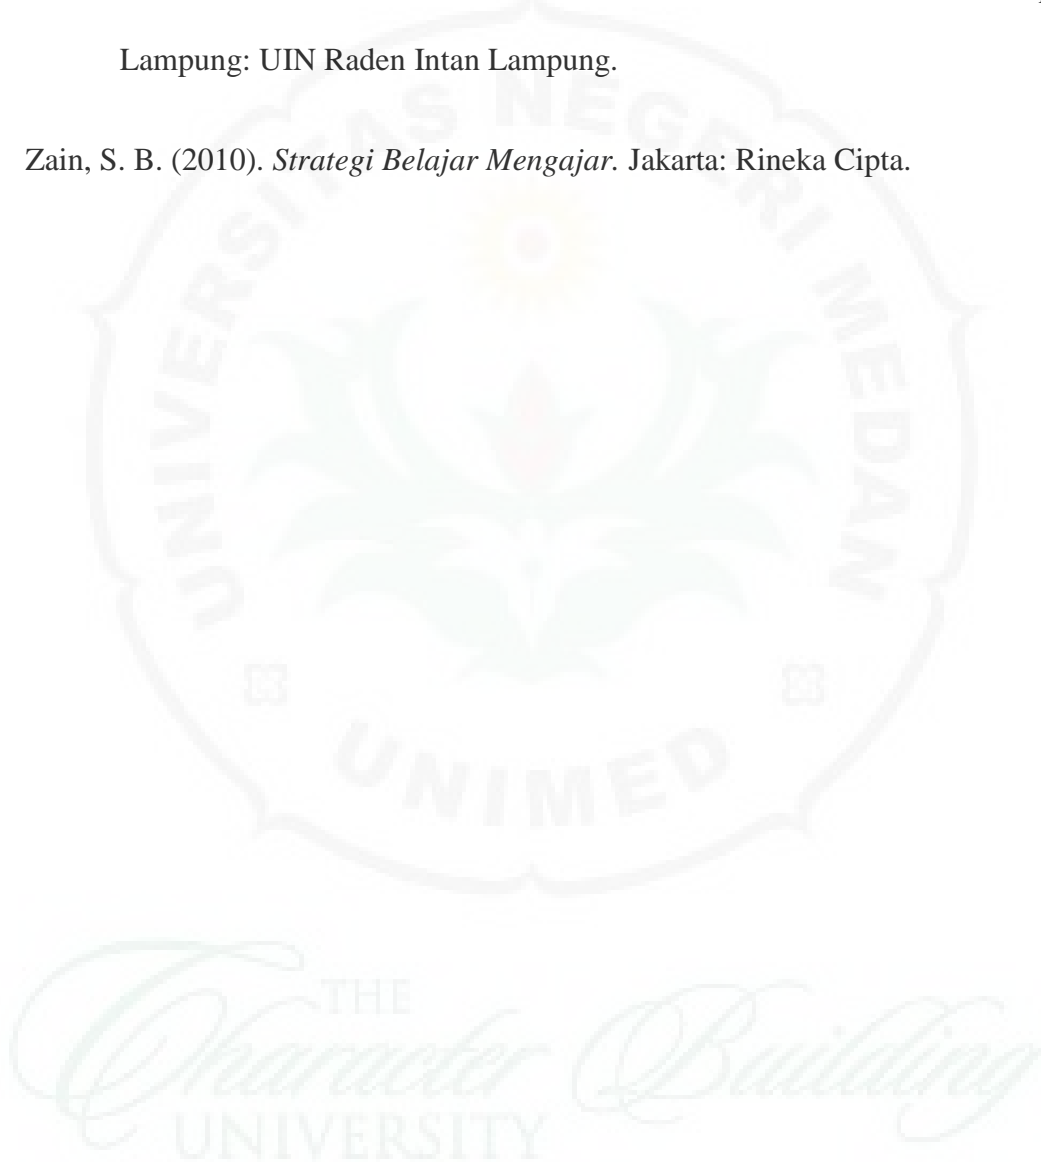 Lampung: UIN Raden Intan Lampung.
Zain, S. B. (2010). Strategi Belajar Mengajar. Jakarta: Rineka Cipta.
UNIVERSITAS NEGERI MEDAN
UNIMED
THE
Character Building
UNIVERSITY